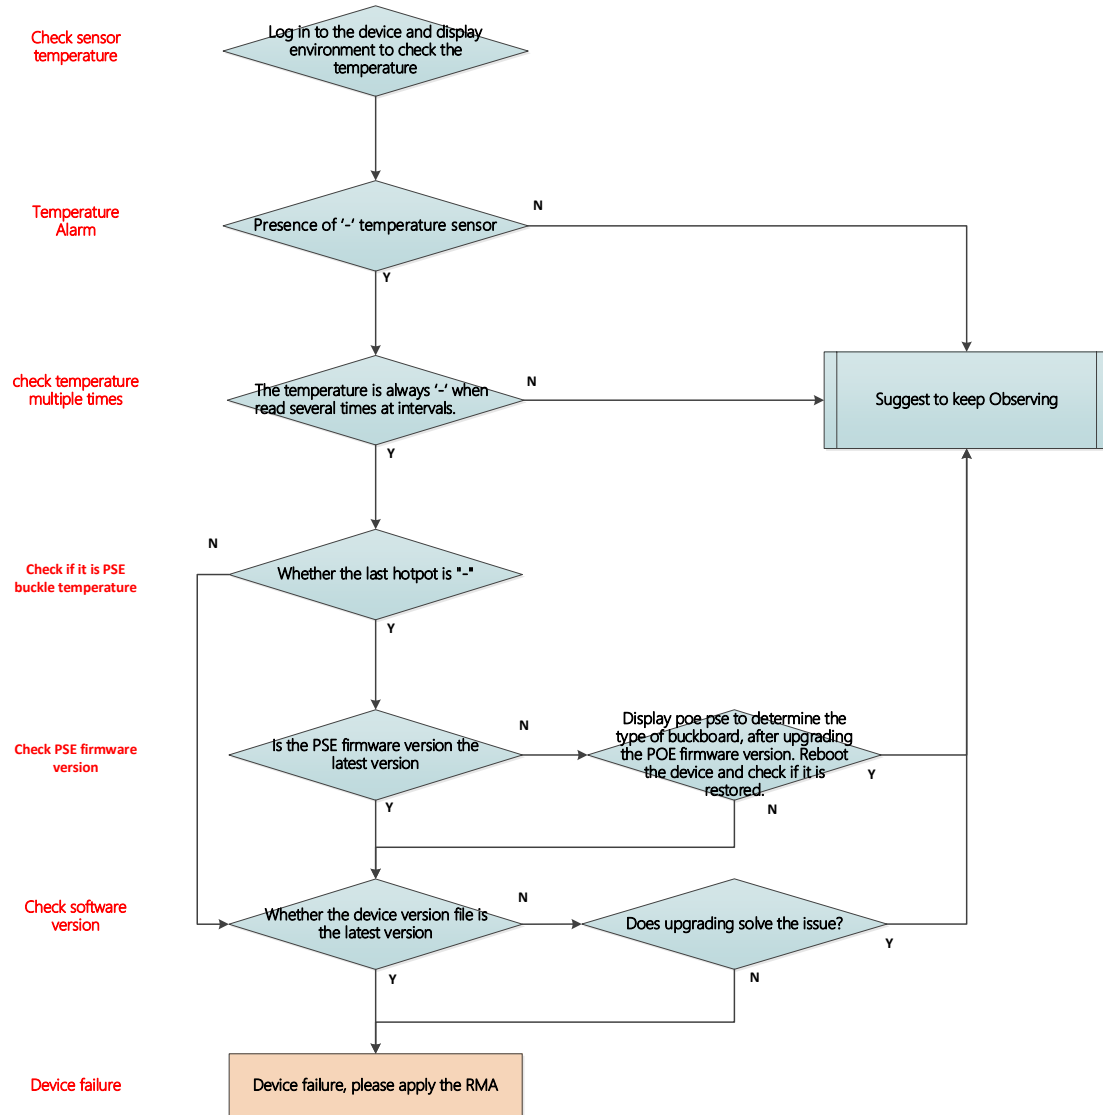 Check sensor
temperature
Log in to the device and display
environment to check the
temperature
Temperature
Alarm
Presence of ‘-‘ temperature sensor
N
Y
check temperature
multiple times
The temperature is always ‘-‘ when
read several times at intervals.
N
Y
Suggest to keep Observing
Check if it is PSE
buckle temperature
N
Whether the last hotpot is "-"
Y
Check PSE firmware
version
Is the PSE firmware version the
latest version
N
Y
Display poe pse to determine the
type of buckboard, after upgrading
the POE firmware version. Reboot
the device and check if it is
restored.
Y
N
Check software
version
Whether the device version file is
the latest version
N
Y
Does upgrading solve the issue?
Y
N
Device failure
Device failure, please apply the RMA